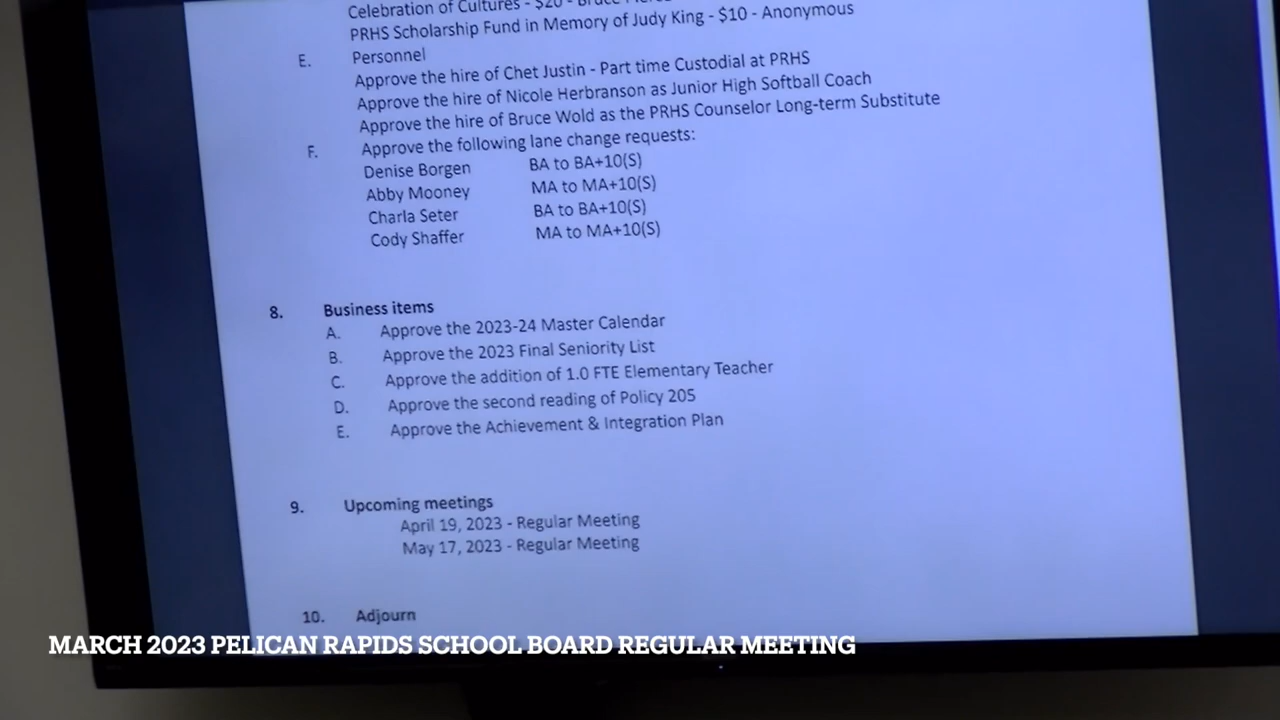 Celebration of Cultures - $20 - Bruce
PRHS Scholarship Fund in Memory of Judy King - $10 - Anonymous
E. Personnel
Approve the hire of Chet Justin - Part time Custodial at PRHS
Approve the hire of Nicole Herbranson as Junior High Softball Coach
Approve the hire of Bruce Wold as the PRHS Counselor Long-term Substitute
F. Approve the following lane change requests:
Denise Borgen BA to BA+10(S)
Abby Mooney MA to MA+10(S)
Charla Seter BA to BA+10(S)
Cody Shaffer MA to MA+10(S)
8. Business items
A. Approve the 2023-24 Master Calendar
B. Approve the 2023 Final Seniority List
C. Approve the addition of 1.0 FTE Elementary Teacher
D. Approve the second reading of Policy 205
E. Approve the Achievement & Integration Plan
9. Upcoming meetings
April 19, 2023 - Regular Meeting
May 17, 2023 - Regular Meeting
10. Adjourn
MARCH 2023 PELICAN RAPIDS SCHOOL BOARD REGULAR MEETING